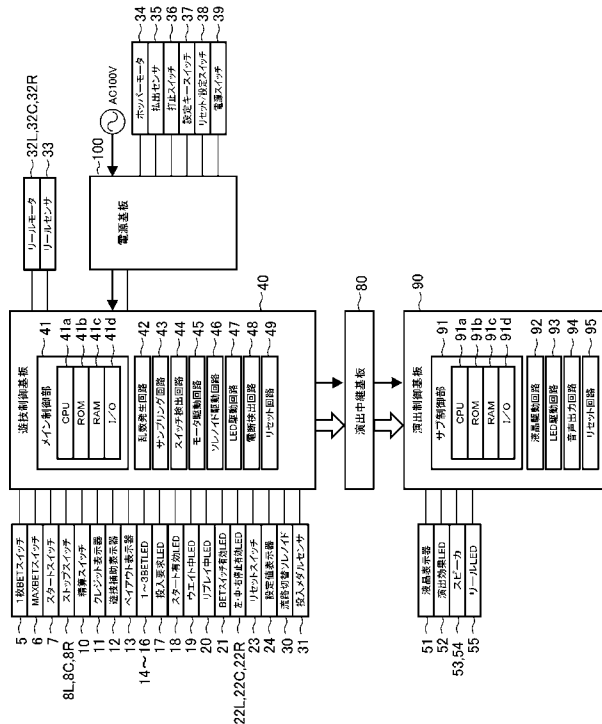 32L,32C,32R
33
リールモータ
リールセンサ
34
35
36
37
38
39
ホッパーモータ
払出センサ
打止スイッチ
設定キースイッチ
リセット/設定スイッチ
電源スイッチ
AC100V
100
電源基板
40
遊技制御基板
41
メイン制御部
41a
41b
41c
41d
CPU
ROM
RAM
I/O
42
43
44
45
46
47
48
49
乱数発生回路
サンプリング回路
スイッチ検出回路
モータ駆動回路
ソレノイド駆動回路
LED駆動回路
電断検出回路
リセット回路
5 1枚BETスイッチ
6 MAXBETスイッチ
7 スタートスイッチ
8L,8C,8R ストップスイッチ
10 精算スイッチ
11 クレジット表示器
12 遊技補助表示器
13 ペイアウト表示器
14～16 1～3BETLED
17 投入要求LED
18 スタート有効LED
19 ウエイト中LED
20 リプレイ中LED
21 BETスイッチ有効LED
22L,22C,22R 左・中・右停止有効LED
23 リセットスイッチ
24 設定値表示器
30 流路切替ソレノイド
31 投入メダルセンサ
80
演出中継基板
90
演出制御基板
91
サブ制御部
91a
91b
91c
91d
CPU
ROM
RAM
I/O
92
93
94
95
液晶駆動回路
LED駆動回路
音声出力回路
リセット回路
51 液晶表示器
52 演出効果LED
53,54 スピーカ
55 リールLED